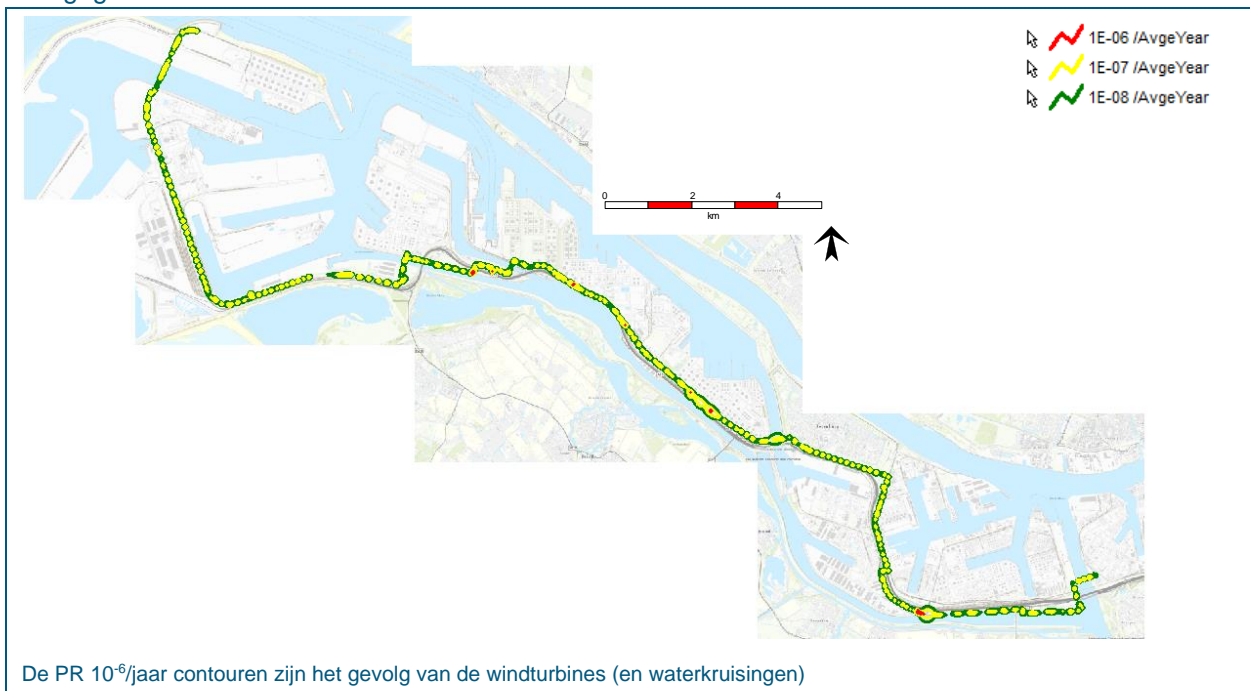 1E-06 /AvgeYear
1E-07 /AvgeYear
1E-08 /AvgeYear
0 2 4
km
De PR 10⁻⁶/jaar contouren zijn het gevolg van de windturbines (en waterkruisingen)